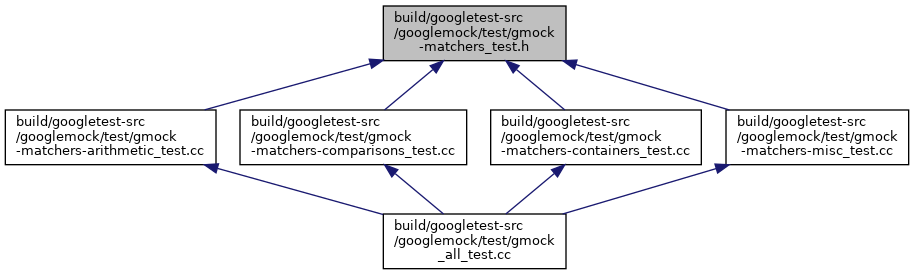 build/googletest-src
/googlemock/test/gmock
-matchers_test.h
build/googletest-src
/googlemock/test/gmock
-matchers-arithmetic_test.cc
build/googletest-src
/googlemock/test/gmock
-matchers-comparisons_test.cc
build/googletest-src
/googlemock/test/gmock
-matchers-containers_test.cc
build/googletest-src
/googlemock/test/gmock
-matchers-misc_test.cc
build/googletest-src
/googlemock/test/gmock
_all_test.cc